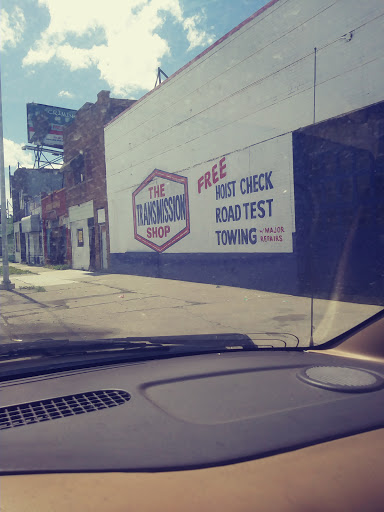 THE
TRANSMISSION
SHOP
FREE
HOIST CHECK
ROAD TEST
TOWING W/ MAJOR
REPAIRS